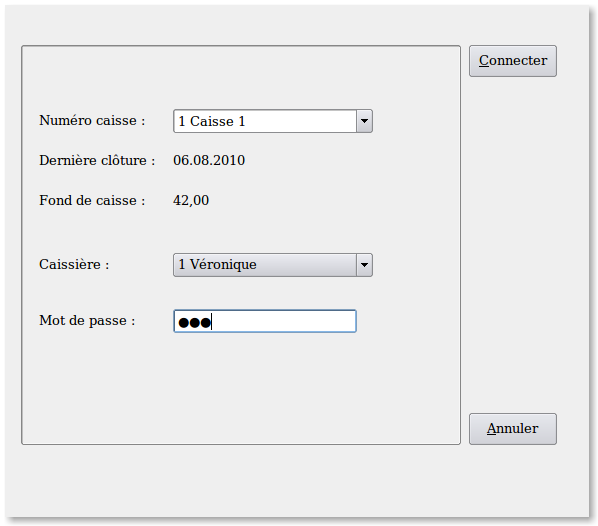 Connecter
Numéro caisse : 1 Caisse 1
Dernière clôture : 06.08.2010
Fond de caisse : 42,00
Caissière : 1 Véronique
Mot de passe : ●●●
Annuler